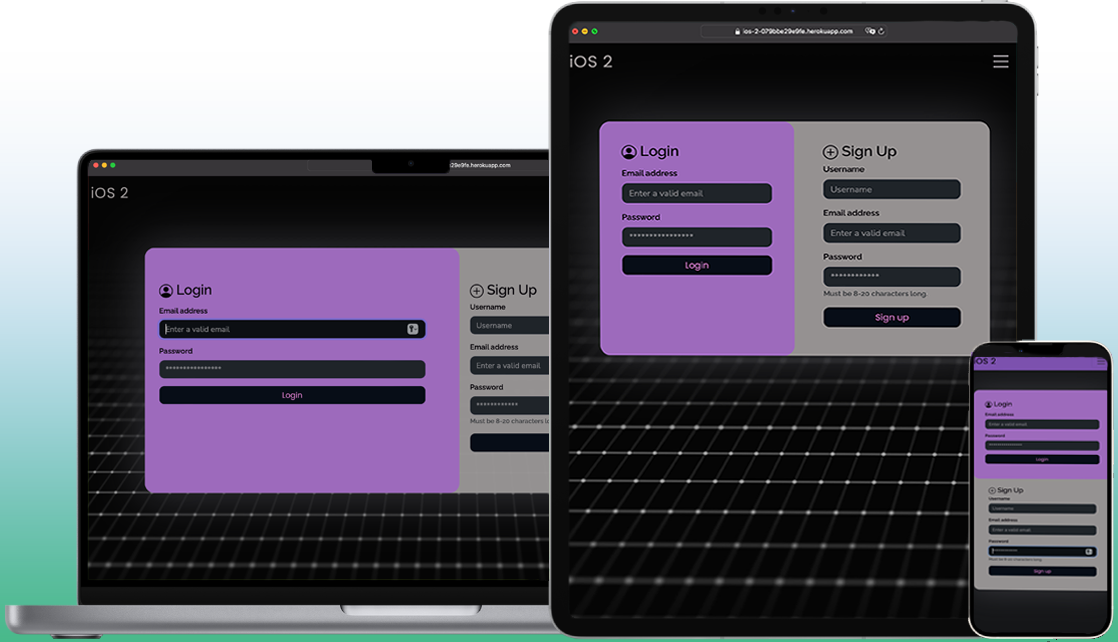 29e9fe.herokuapp.com
iOS 2
Login
Email address
Enter a valid email
Password
****************
Login
Sign Up
Username
Username
Email address
Enter a valid email
Password
************
Must be 8-20 characters l
ios-2-079bbe29e9fe.herokuapp.com
iOS 2
Login
Email address
Enter a valid email
Password
****************
Login
Sign Up
Username
Username
Email address
Enter a valid email
Password
************
Must be 8-20 characters long.
Sign up
iOS 2
Login
Email address
Enter a valid email
Password
****************
Login
Sign Up
Username
Username
Email address
Enter a valid email
Password
************
Must be 8-20 characters long.
Sign up